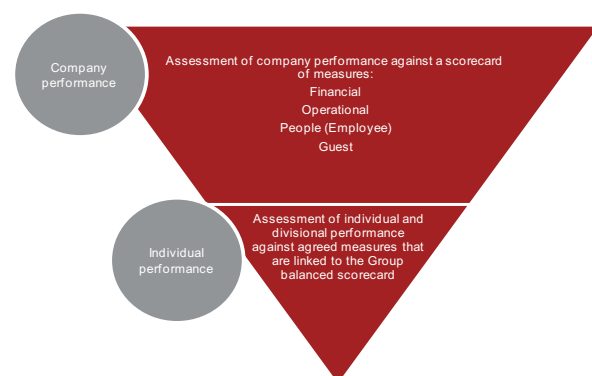 Company
performance
Assessment of company performance against a scorecard
of measures:
Financial
Operational
People (Employee)
Guest
Individual
performance
Assessment of individual and
divisional performance
against agreed measures that
are linked to the Group
balanced scorecard